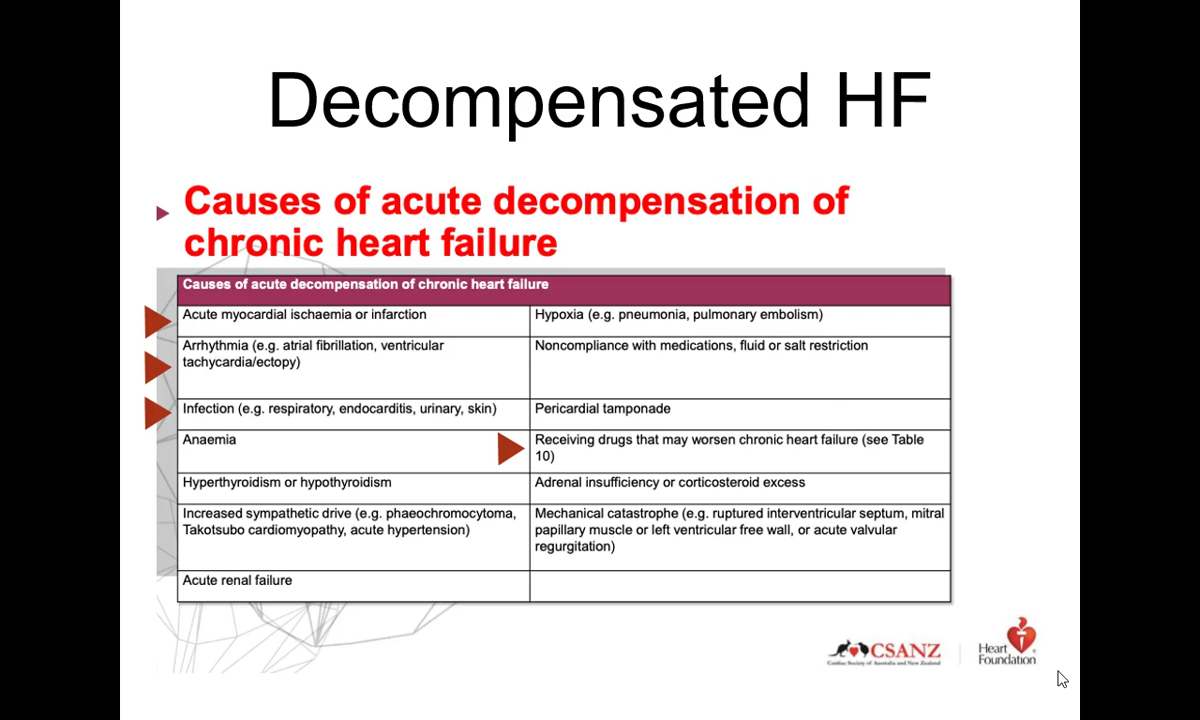 Decompensated HF
Causes of acute decompensation of
chronic heart failure
Causes of acute decompensation of chronic heart failure
Acute myocardial ischaemia or infarction
Hypoxia (e.g. pneumonia, pulmonary embolism)
Arrhythmia (e.g. atrial fibrillation, ventricular
tachycardia/ectopy)
Noncompliance with medications, fluid or salt restriction
Infection (e.g. respiratory, endocarditis, urinary, skin)
Pericardial tamponade
Anaemia
Receiving drugs that may worsen chronic heart failure (see Table
10)
Hyperthyroidism or hypothyroidism
Adrenal insufficiency or corticosteroid excess
Increased sympathetic drive (e.g. phaeochromocytoma,
Takotsubo cardiomyopathy, acute hypertension)
Mechanical catastrophe (e.g. ruptured interventricular septum, mitral
papillary muscle or left ventricular free wall, or acute valvular
regurgitation)
Acute renal failure
CSANZ
Cardiac Society of Australia and New Zealand
Heart
Foundation